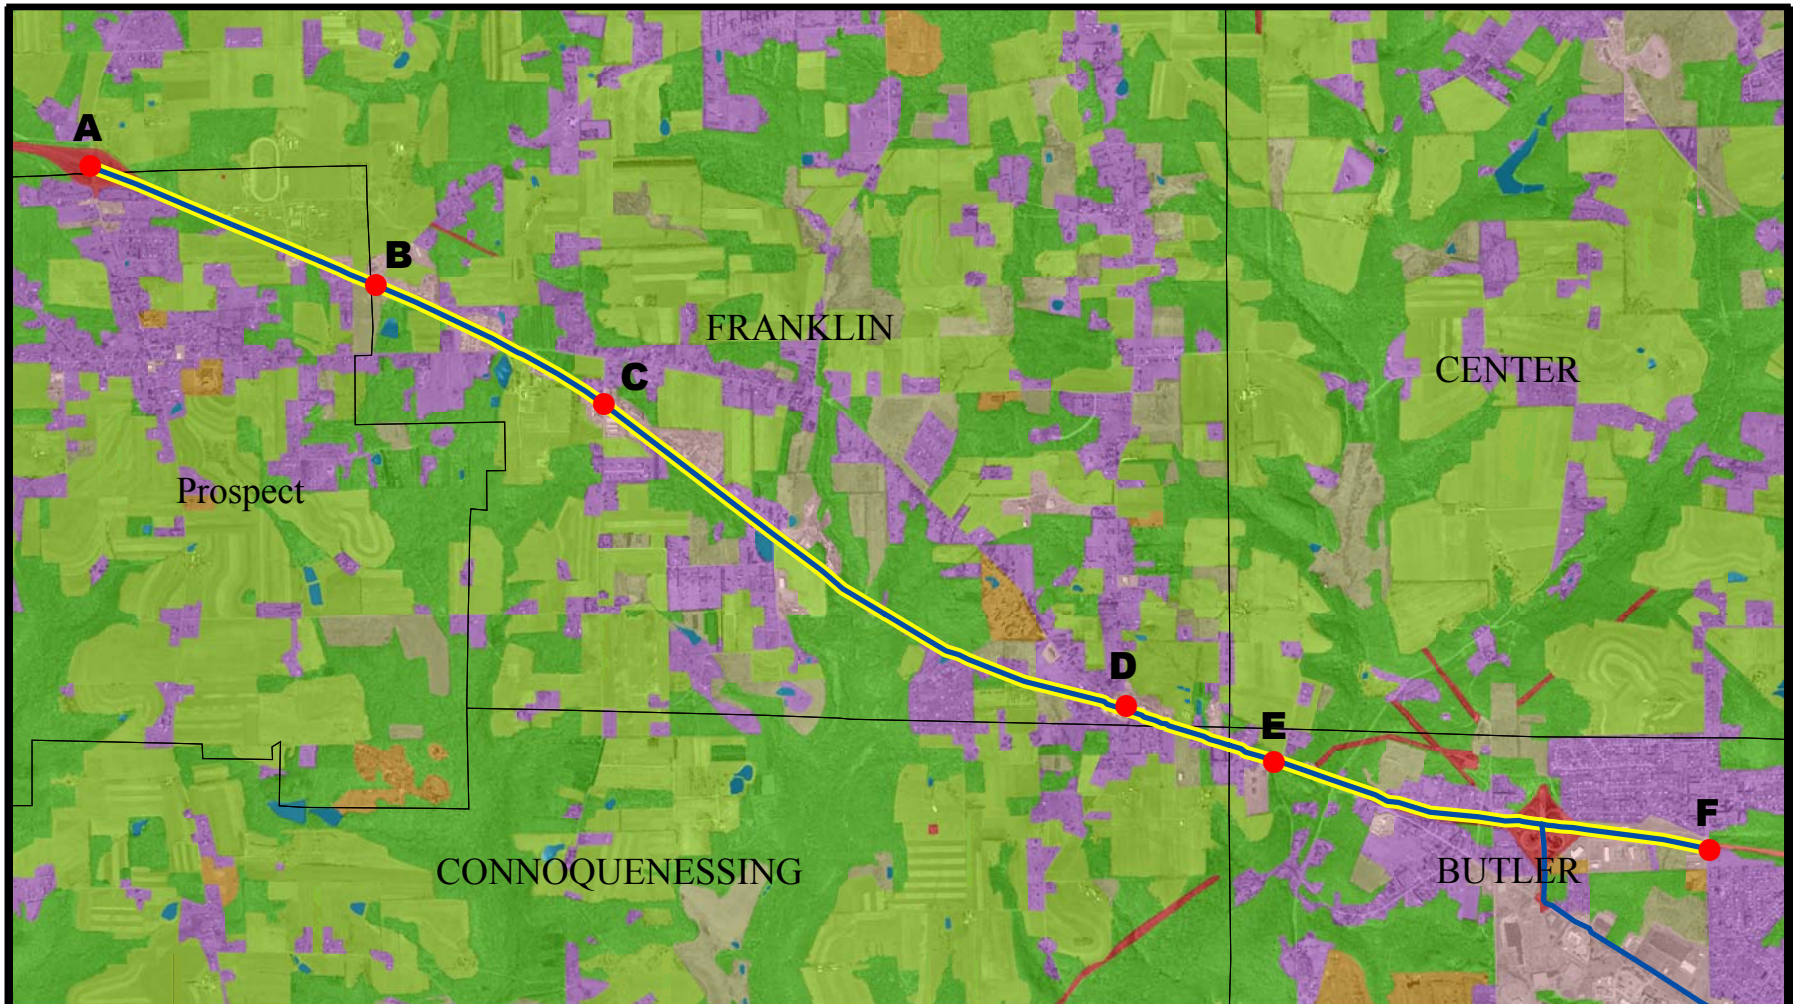 A
B
FRANKLIN
C
CENTER
Prospect
D
E
F
CONNOQUENESSING
BUTLER